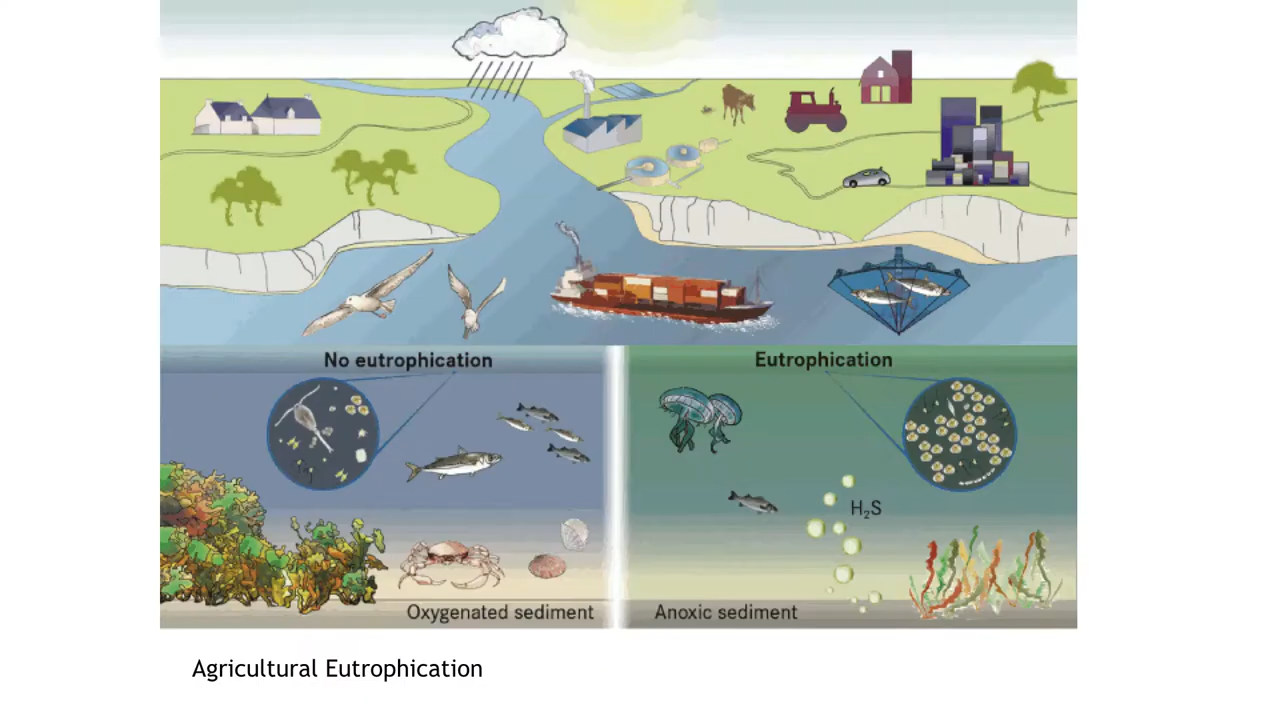 No eutrophication
Eutrophication
H₂S
Oxygenated sediment
Anoxic sediment
Agricultural Eutrophication